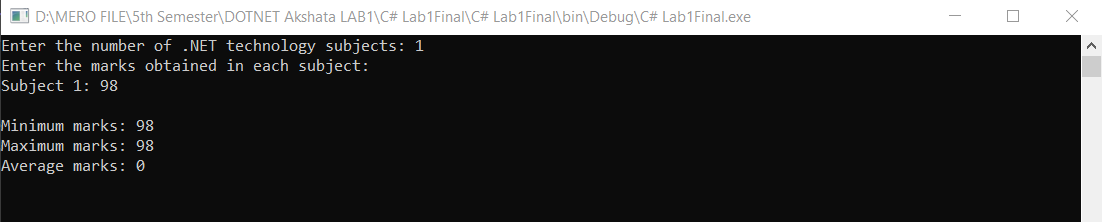 D:\MERO FILE\5th Semester\DOTNET Akshata LAB1\C# Lab1Final\C# Lab1Final\bin\Debug\C# Lab1Final.exe
Enter the number of .NET technology subjects: 1
Enter the marks obtained in each subject:
Subject 1: 98
Minimum marks: 98
Maximum marks: 98
Average marks: 0